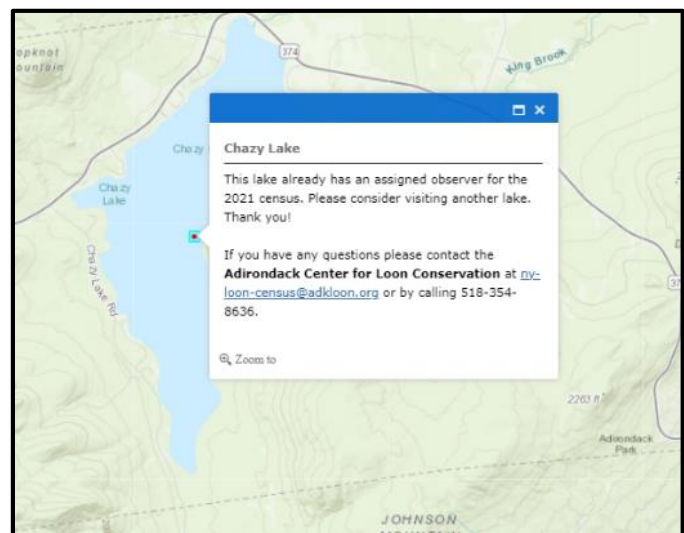 opknot
ountain
374
King Brook
Chazy
Chazy
Lake
Chazy Lake Rd
Chazy Lake
This lake already has an assigned observer for the
2021 census. Please consider visiting another lake.
Thank you!
If you have any questions please contact the
Adirondack Center for Loon Conservation at ny-
loon-census@adkloon.org or by calling 518-354-
8636.
Zoom to
2263 ft
Adirondack
Park
JOHNSON